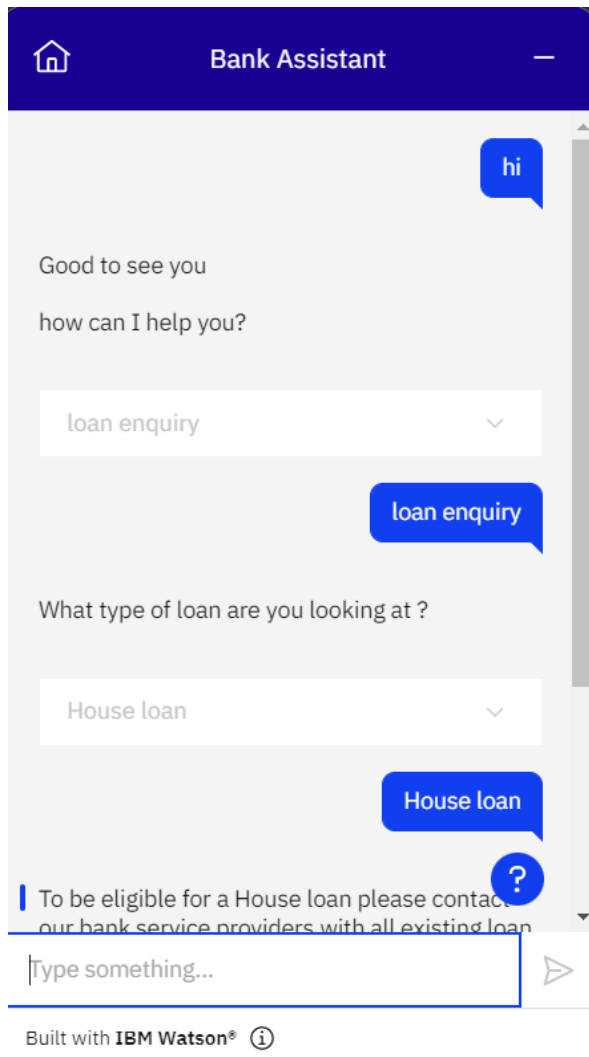 Bank Assistant
hi
Good to see you
how can I help you?
loan enquiry
loan enquiry
What type of loan are you looking at ?
House loan
House loan
?
To be eligible for a House loan please contact
our bank service providers with all existing loan
Type something...
Built with IBM Watson®